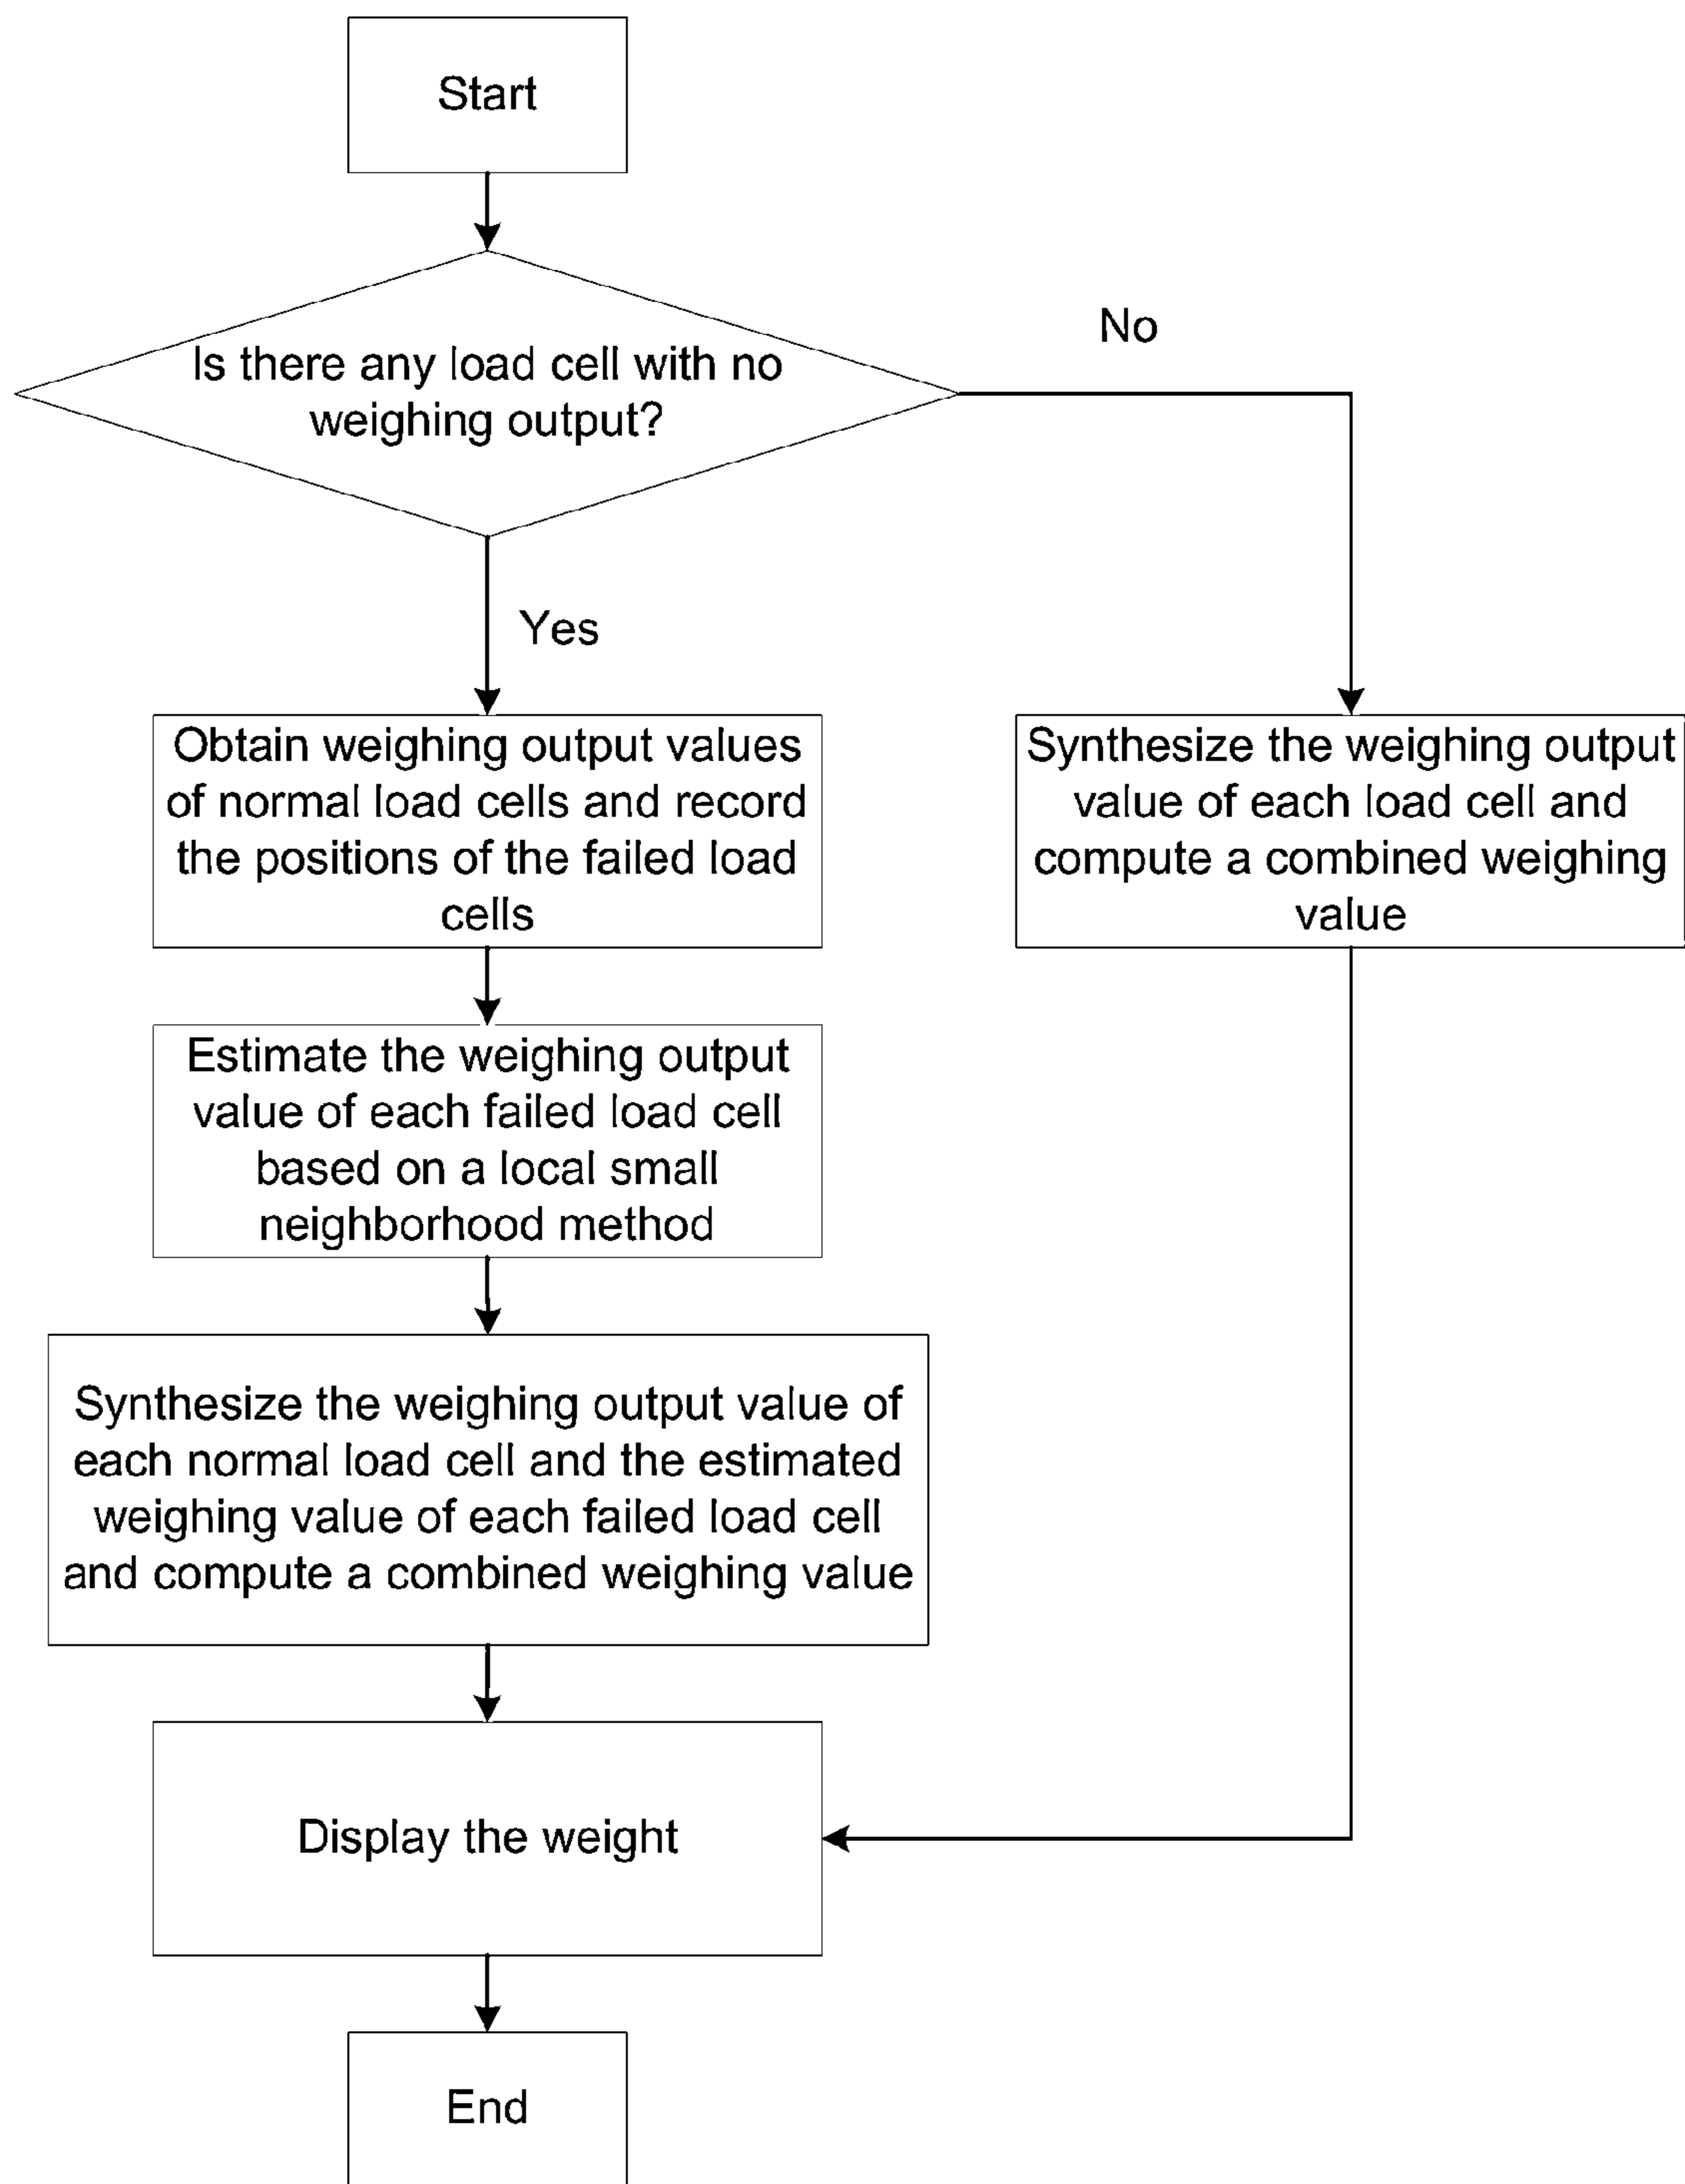 Start
Is there any load cell with no
weighing output?
No
Yes
Obtain weighing output values
of normal load cells and record
the positions of the failed load
cells
Synthesize the weighing output
value of each load cell and
compute a combined weighing
value
Estimate the weighing output
value of each failed load cell
based on a local small
neighborhood method
Synthesize the weighing output value of
each normal load cell and the estimated
weighing value of each failed load cell
and compute a combined weighing value
Display the weight
End